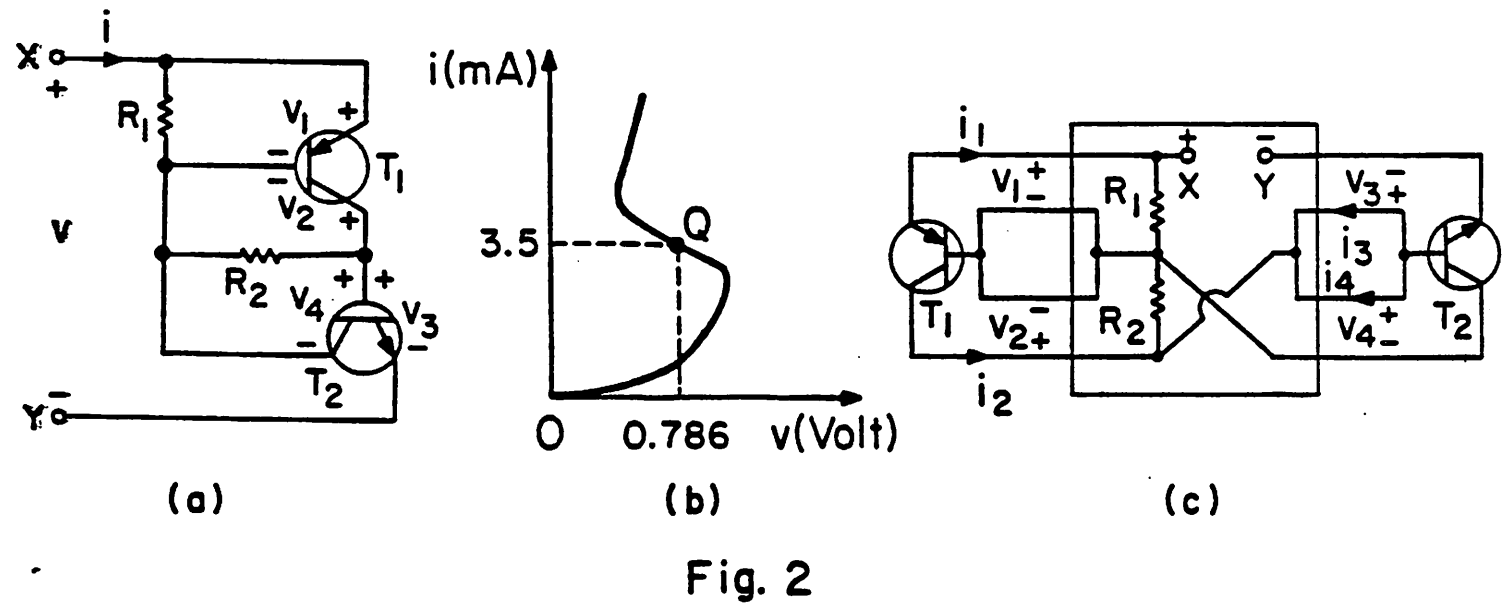 X + i
R1
V1 + -
T1
- V2 +
V
R2
+ +
V4 V3
- -
T2
Y -
(a)
i(mA)
3.5
Q
0 0.786 v(Volt)
(b)
i1
+ -
X Y
V1 + -
R1
V3 - +
i3
i4
T1
V2 - +
R2
V4 + -
T2
i2
(c)
Fig. 2